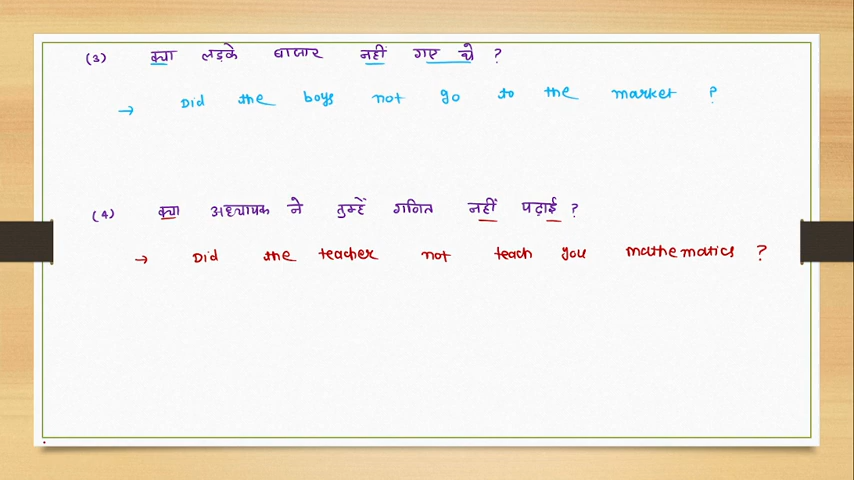 (3) क्या लड़के बाजार नहीं गए थे ?
→ Did the boys not go to the market ?
(4) क्या अध्यापक ने तुम्हें गणित नहीं पढ़ाई ?
→ Did the teacher not teach you mathematics ?